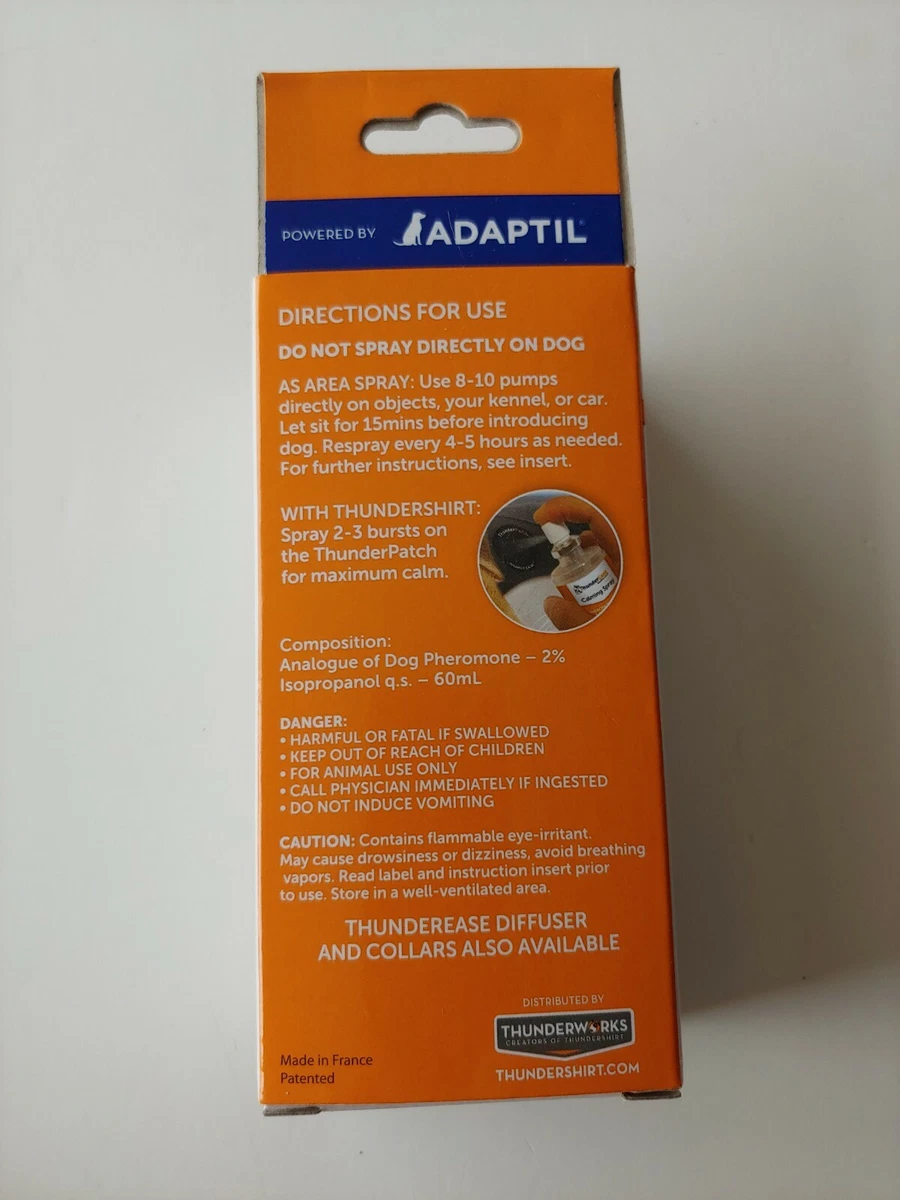 POWERED BY ADAPTIL
DIRECTIONS FOR USE
DO NOT SPRAY DIRECTLY ON DOG
AS AREA SPRAY: Use 8-10 pumps
directly on objects, your kennel, or car.
Let sit for 15mins before introducing
dog. Respray every 4-5 hours as needed.
For further instructions, see insert.
WITH THUNDERSHIRT:
Spray 2-3 bursts on
the ThunderPatch
for maximum calm.
Calming Spray
Composition:
Analogue of Dog Pheromone – 2%
Isopropanol q.s. – 60mL
DANGER:
• HARMFUL OR FATAL IF SWALLOWED
• KEEP OUT OF REACH OF CHILDREN
• FOR ANIMAL USE ONLY
• CALL PHYSICIAN IMMEDIATELY IF INGESTED
• DO NOT INDUCE VOMITING
CAUTION: Contains flammable eye-irritant.
May cause drowsiness or dizziness, avoid breathing
vapors. Read label and instruction insert prior
to use. Store in a well-ventilated area.
THUNDEREASE DIFFUSER
AND COLLARS ALSO AVAILABLE
DISTRIBUTED BY
THUNDERWORKS
CREATORS OF THUNDERSHIRT
THUNDERSHIRT.COM
Made in France
Patented